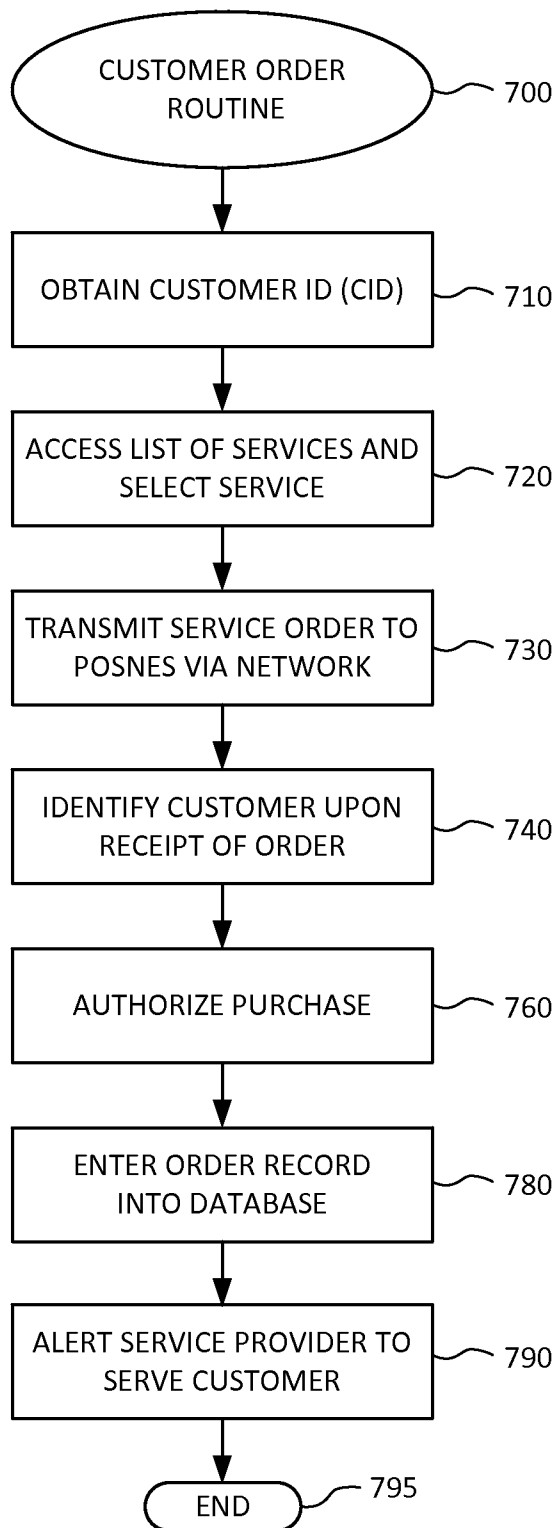 CUSTOMER ORDER
ROUTINE
700
OBTAIN CUSTOMER ID (CID)
710
ACCESS LIST OF SERVICES AND
SELECT SERVICE
720
TRANSMIT SERVICE ORDER TO
POSNES VIA NETWORK
730
IDENTIFY CUSTOMER UPON
RECEIPT OF ORDER
740
AUTHORIZE PURCHASE
760
ENTER ORDER RECORD
INTO DATABASE
780
ALERT SERVICE PROVIDER TO
SERVE CUSTOMER
790
END
795